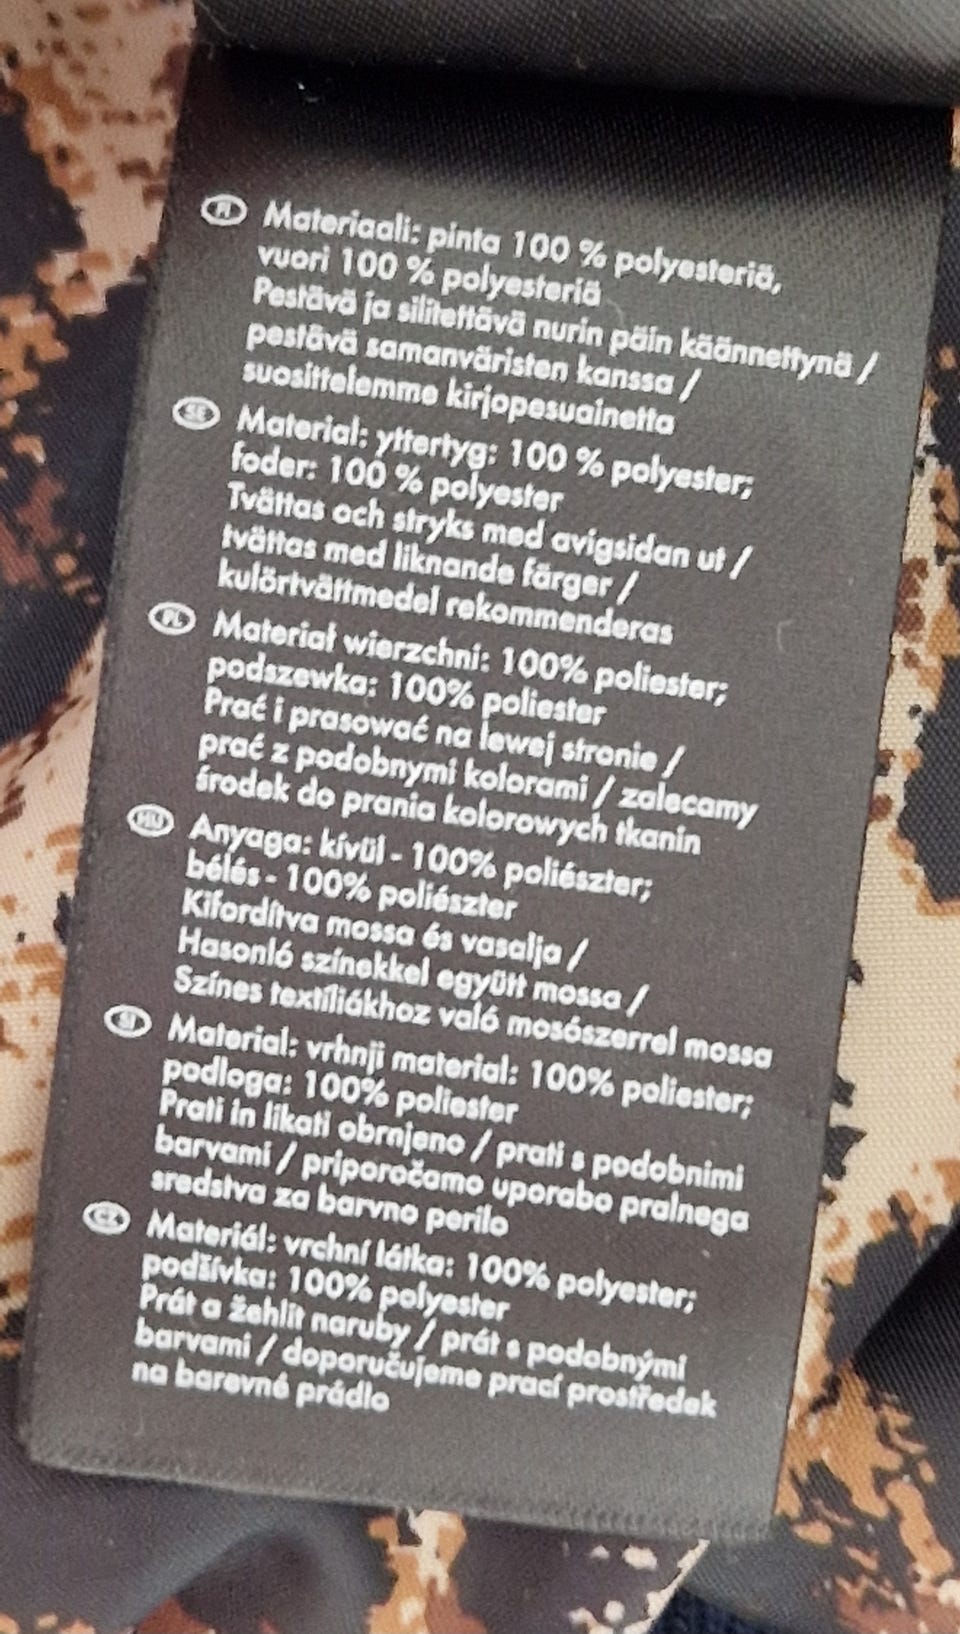 FI Materiaali: pinta 100 % polyesteriä,
vuori 100 % polyesteriä
Pestävä ja silitettävä nurin päin käännettynä /
pestävä samanväristen kanssa /
suosittelemme kirjopesuainetta
SE Material: yttertyg: 100 % polyester;
foder: 100 % polyester
Tvättas och stryks med avigsidan ut /
tvättas med liknande färger /
kulörtvättmedel rekommenderas
PL Materiał wierzchni: 100% poliester;
podszewka: 100% poliester
Prać i prasować na lewej stronie /
prać z podobnymi kolorami / zalecamy
środek do prania kolorowych tkanin
HU Anyaga: kívül - 100% poliészter;
bélés - 100% poliészter
Kifordítva mossa és vasalja /
Hasonló színekkel együtt mossa /
Színes textíliákhoz való mosószerrel mossa
SI Material: vrhnji material: 100% poliester;
podloga: 100% poliester
Prati in likati obrnjeno / prati s podobnimi
barvami / priporočamo uporabo pralnega
sredstva za barvno perilo
CZ Materiál: vrchní látka: 100% polyester;
podšívka: 100% polyester
Prát a žehlit naruby / prát s podobnými
barvami / doporučujeme prací prostředek
na barevné prádlo